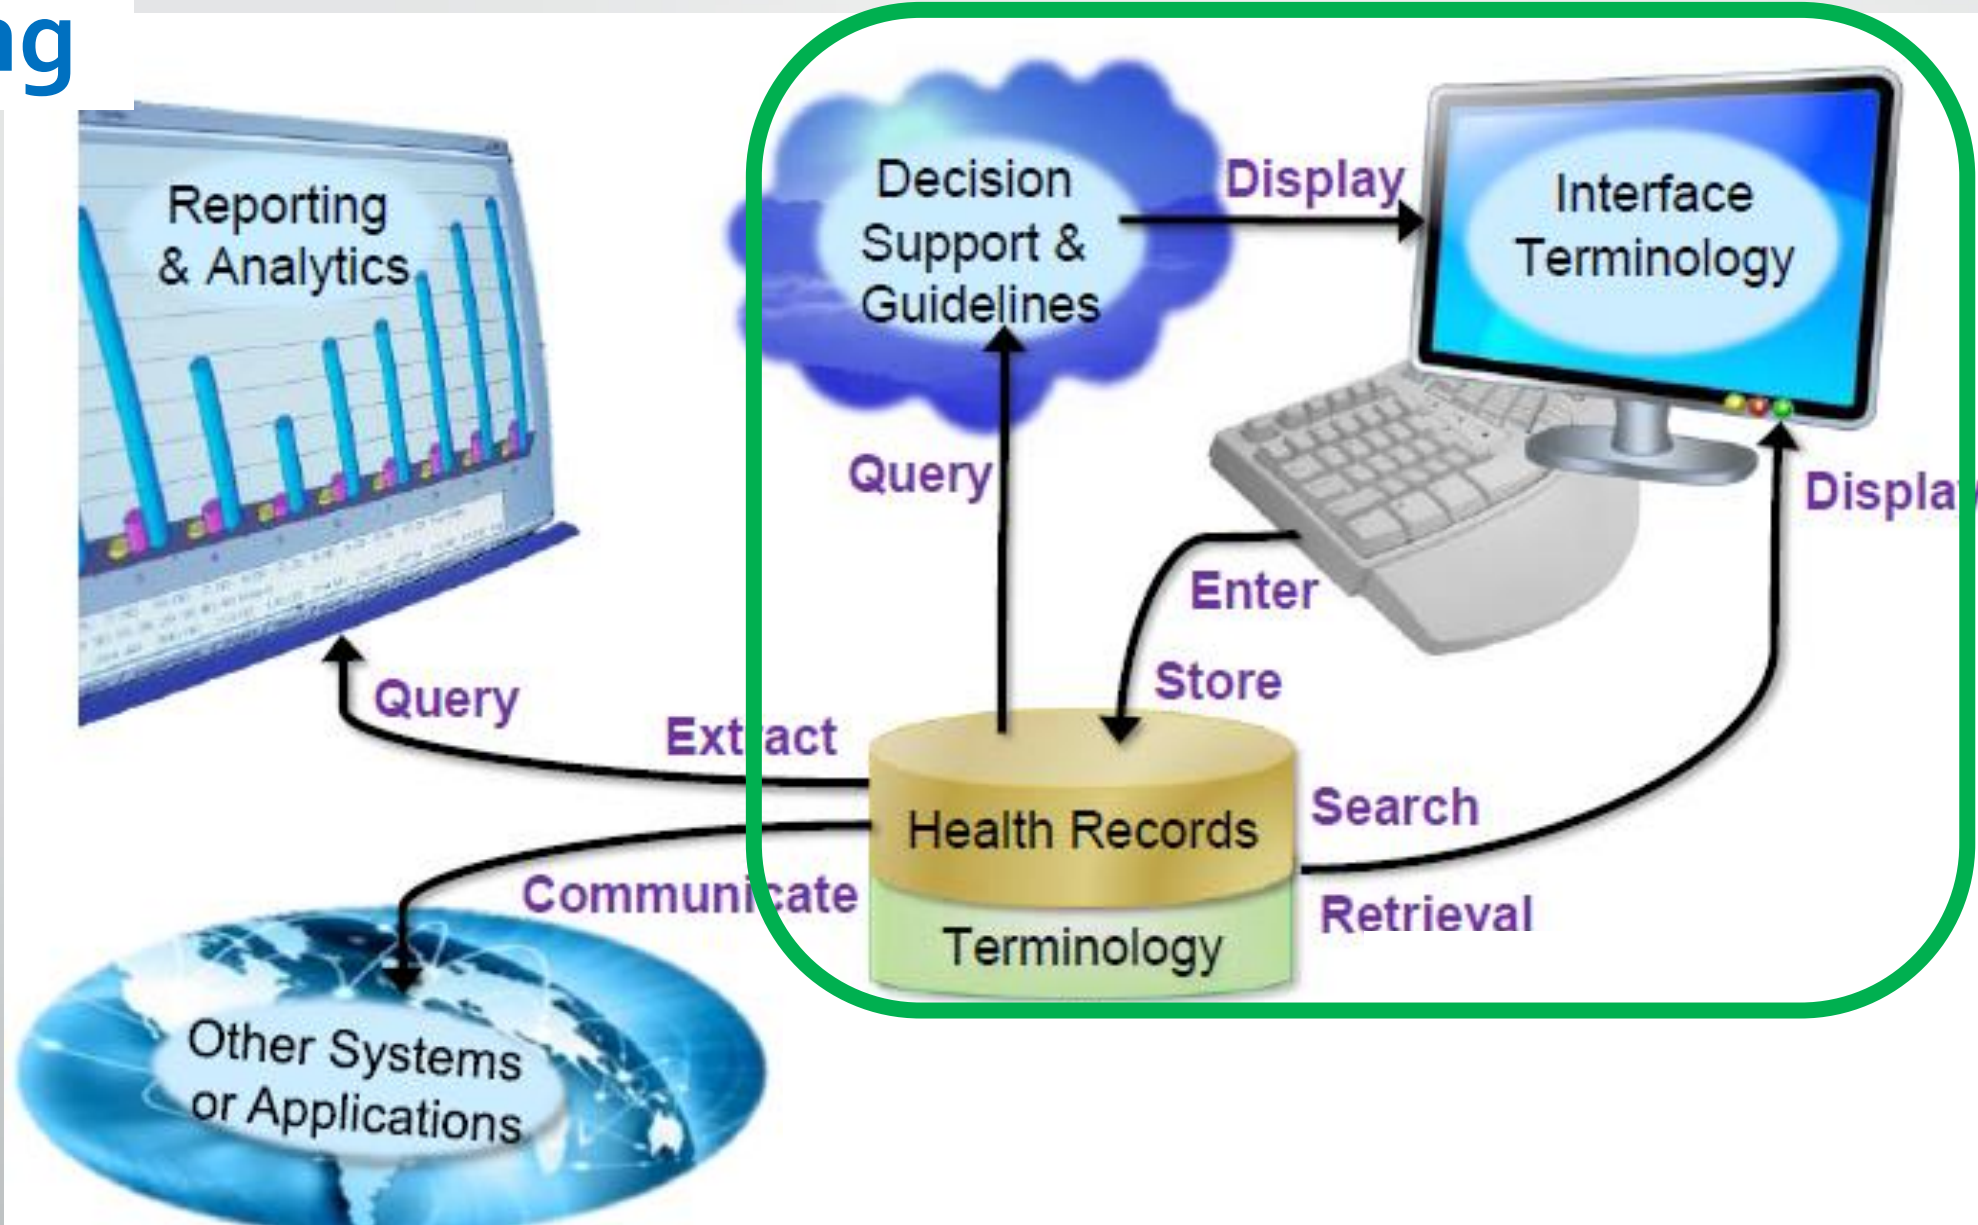 ng
Reporting
& Analytics
Decision
Support &
Guidelines
Display
Interface
Terminology
Query
Display
Enter
Store
Query
Extract
Health Records
Search
Communicate
Retrieval
Terminology
Other Systems
or Applications